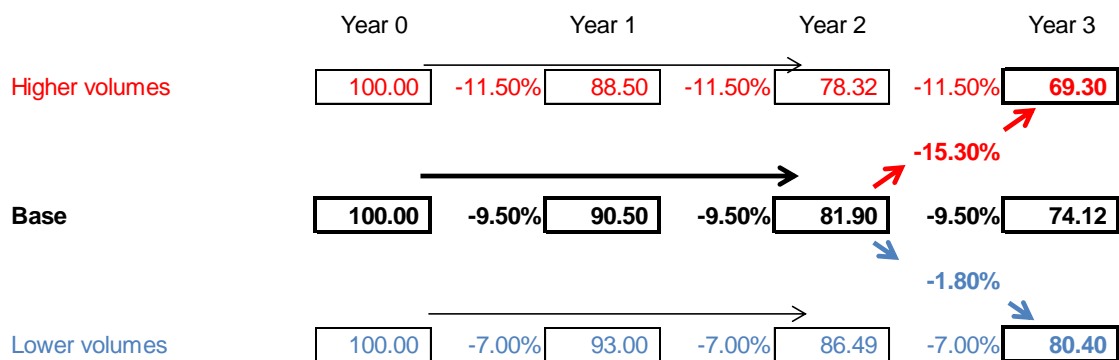 Year 0 Year 1 Year 2 Year 3
Higher volumes 100.00 -11.50% 88.50 -11.50% 78.32 -11.50% 69.30
-15.30%
Base 100.00 -9.50% 90.50 -9.50% 81.90 -9.50% 74.12
-1.80%
Lower volumes 100.00 -7.00% 93.00 -7.00% 86.49 -7.00% 80.40